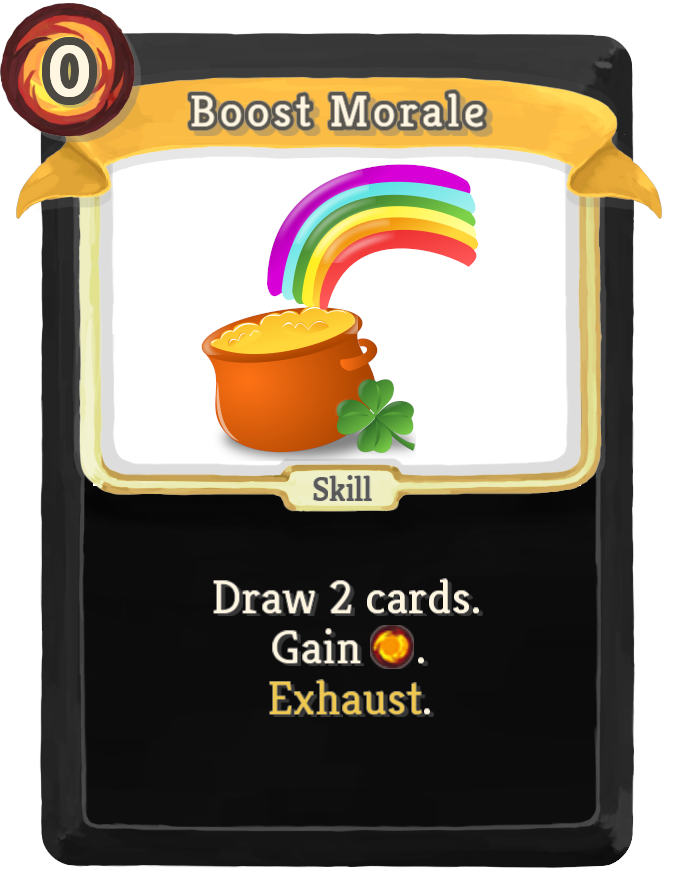 0
Boost Morale
Skill
Draw 2 cards.
Gain .
Exhaust.